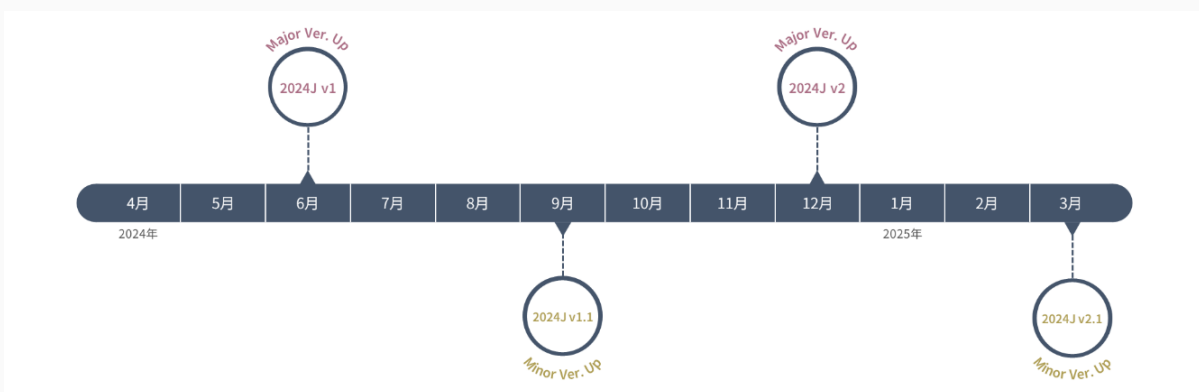 Major Ver. Up
2024J v1
Major Ver. Up
2024J v2
4月
5月
6月
7月
8月
9月
10月
11月
12月
1月
2月
3月
2024年
2025年
2024J v1.1
Minor Ver. Up
2024J v2.1
Minor Ver. Up